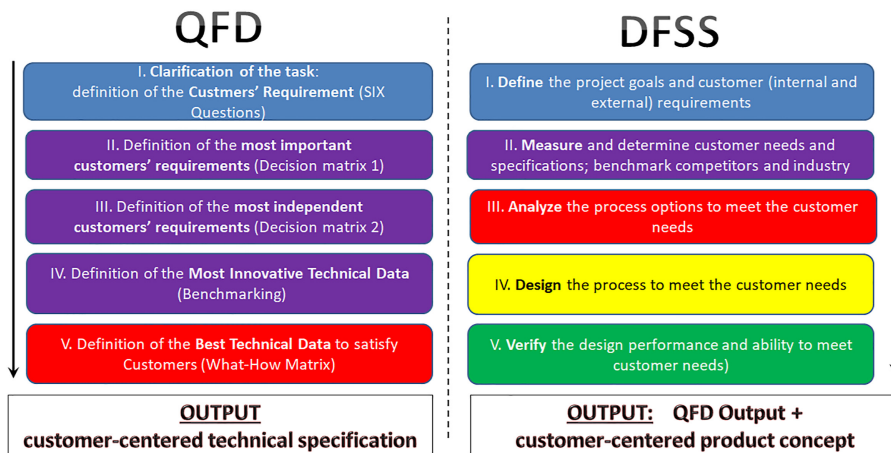 QFD
I. Clarification of the task:
definition of the Custmers’ Requirement (SIX
Questions)
II. Definition of the most important
customers’ requirements (Decision matrix 1)
III. Definition of the most independent
customers’ requirements (Decision matrix 2)
IV. Definition of the Most Innovative Technical Data
(Benchmarking)
V. Definition of the Best Technical Data to satisfy
Customers (What-How Matrix)
OUTPUT
customer-centered technical specification
DFSS
I. Define the project goals and customer (internal and
external) requirements
II. Measure and determine customer needs and
specifications; benchmark competitors and industry
III. Analyze the process options to meet the customer
needs
IV. Design the process to meet the customer needs
V. Verify the design performance and ability to meet
customer needs)
OUTPUT: QFD Output +
customer-centered product concept